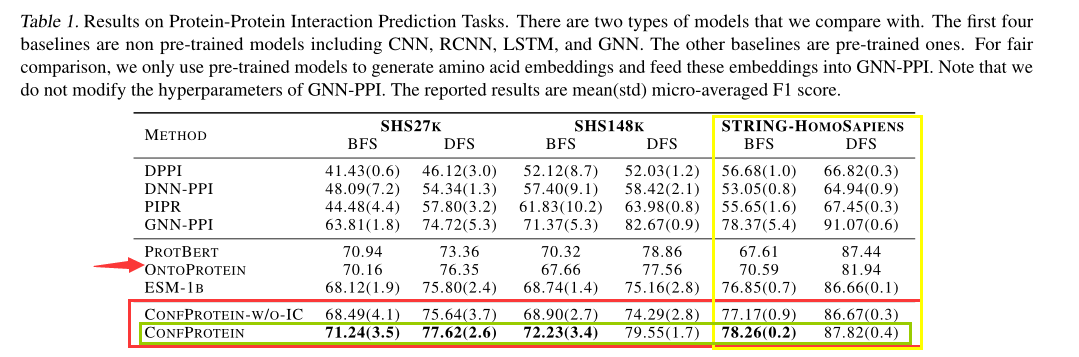 Table 1. Results on Protein-Protein Interaction Prediction Tasks. There are two types of models that we compare with. The first four
baselines are non pre-trained models including CNN, RCNN, LSTM, and GNN. The other baselines are pre-trained ones. For fair
comparison, we only use pre-trained models to generate amino acid embeddings and feed these embeddings into GNN-PPI. Note that we
do not modify the hyperparameters of GNN-PPI. The reported results are mean(std) micro-averaged F1 score.
METHOD SHS27K SHS148K STRING-HOMOSAPIENS
BFS DFS BFS DFS BFS DFS
DPPI 41.43(0.6) 46.12(3.0) 52.12(8.7) 52.03(1.2) 56.68(1.0) 66.82(0.3)
DNN-PPI 48.09(7.2) 54.34(1.3) 57.40(9.1) 58.42(2.1) 53.05(0.8) 64.94(0.9)
PIPR 44.48(4.4) 57.80(3.2) 61.83(10.2) 63.98(0.8) 55.65(1.6) 67.45(0.3)
GNN-PPI 63.81(1.8) 74.72(5.3) 71.37(5.3) 82.67(0.9) 78.37(5.4) 91.07(0.6)
PROTBERT 70.94 73.36 70.32 78.86 67.61 87.44
ONTOPROTEIN 70.16 76.35 67.66 77.56 70.59 81.94
ESM-1B 68.12(1.9) 75.80(2.4) 68.74(1.4) 75.16(2.8) 76.85(0.7) 86.66(0.1)
CONFPROTEIN-W/O-IC 68.49(4.1) 75.64(3.7) 68.90(2.7) 74.29(2.8) 77.17(0.9) 86.67(0.3)
CONFPROTEIN 71.24(3.5) 77.62(2.6) 72.23(3.4) 79.55(1.7) 78.26(0.2) 87.82(0.4)